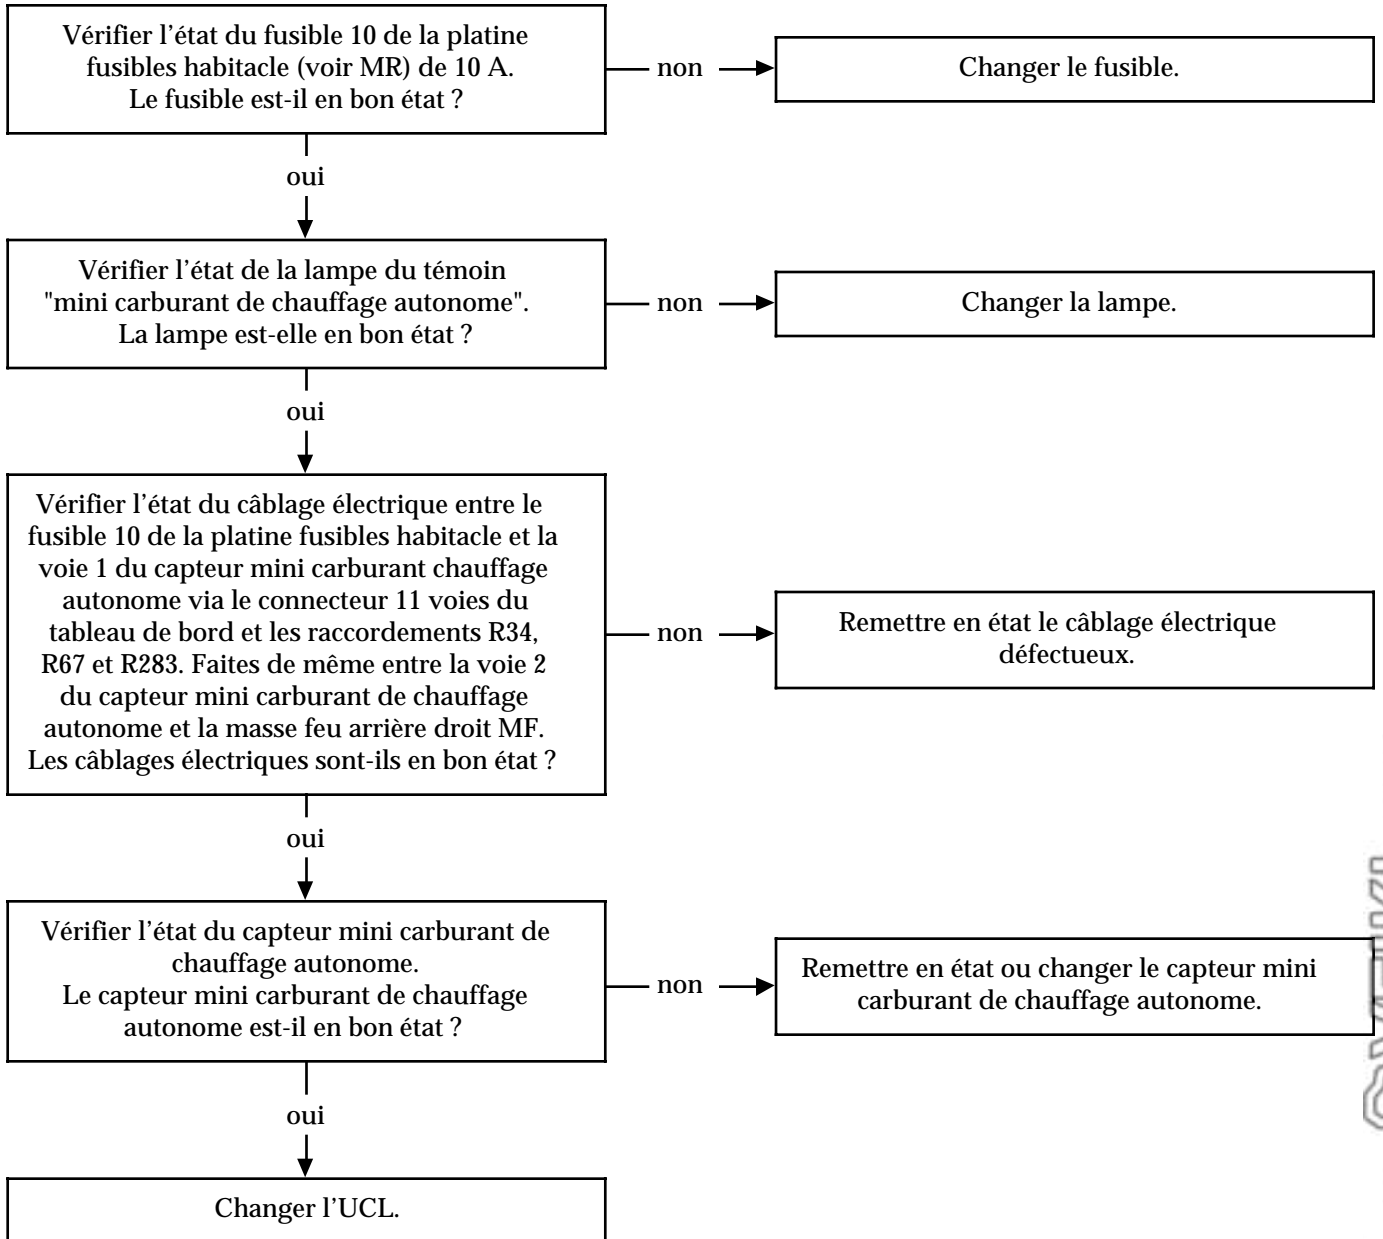 Vérifier l'état du fusible 10 de la platine
fusibles habitacle (voir MR) de 10 A.
Le fusible est-il en bon état ?
non
Changer le fusible.
oui
Vérifier l'état de la lampe du témoin
"mini carburant de chauffage autonome".
La lampe est-elle en bon état ?
non
Changer la lampe.
oui
Vérifier l'état du câblage électrique entre le
fusible 10 de la platine fusibles habitacle et la
voie 1 du capteur mini carburant chauffage
autonome via le connecteur 11 voies du
tableau de bord et les raccordements R34,
R67 et R283. Faites de même entre la voie 2
du capteur mini carburant de chauffage
autonome et la masse feu arrière droit MF.
Les câblages électriques sont-ils en bon état ?
non
Remettre en état le câblage électrique
défectueux.
oui
Vérifier l'état du capteur mini carburant de
chauffage autonome.
Le capteur mini carburant de chauffage
autonome est-il en bon état ?
non
Remettre en état ou changer le capteur mini
carburant de chauffage autonome.
oui
Changer l'UCL.